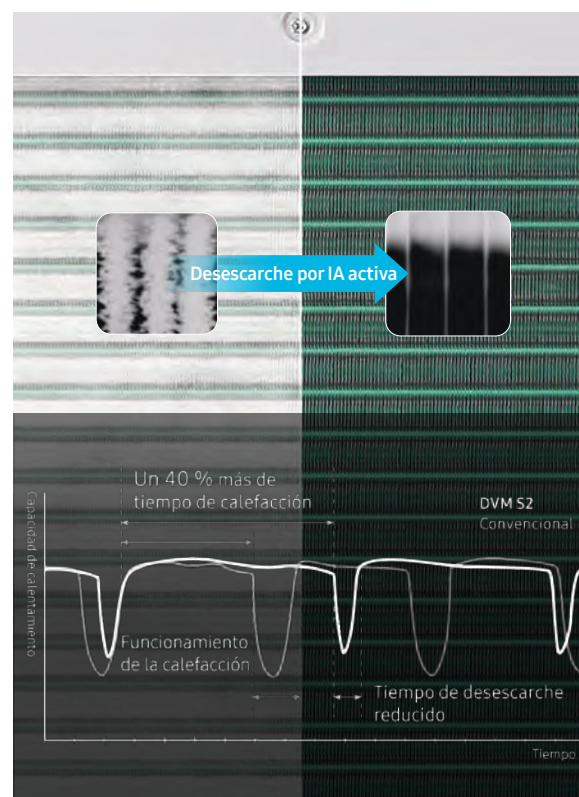 Desescarche por IA activa
Un 40 % más de
tiempo de calefacción
DVM S2
Convencional
Capacidad de calentamiento
Funcionamiento
de la calefacción
Tiempo de desescarche
reducido
Tiempo